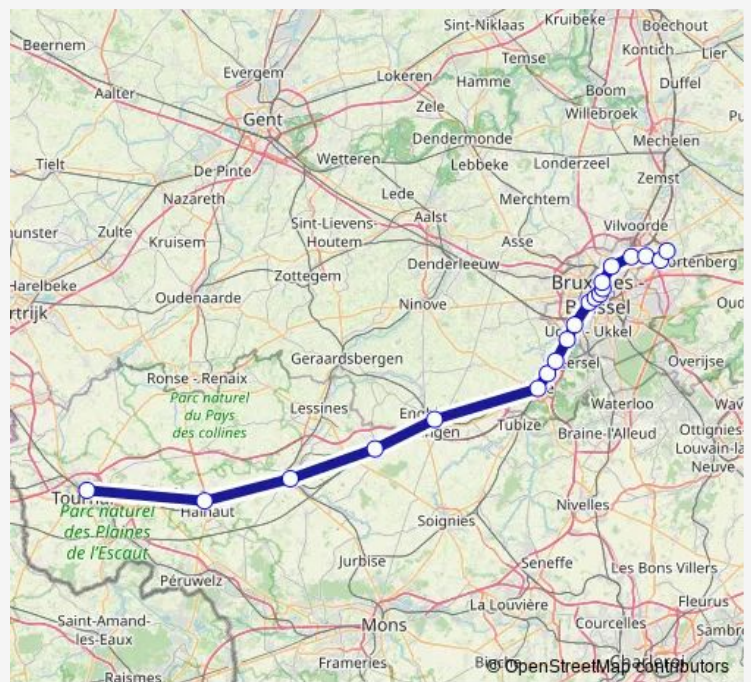 Sint-Niklaas
Kruibeke
Boechout
Beernem
Kontich
Lier
Temse
Evergem
Lokeren
Hamme
Duffel
Aalter
Boom
Zele
Willebroek
Gent
Dendermonde
Mechelen
Wetteren
Lebbeke
Londerzeel
Tielt
De Pinte
Zemst
Nazareth
Lede
Merchtem
Aalst
Sint-Lievens-
Houtem
Vilvoorde
Zulte
Kruisem
Asse
Denderleeuw
ortenberg
Zottegem
Harelbeke
Oudenaarde
Ninove
rtrijk
Geraardsbergen
Overijse
Ronse - Renaix
Parc naturel
du Pays
des collines
Lessines
Waterloo
Tubize
Braine-l'Alleud
Ottignies
Louvain-la
Neuve
Hainaut
Parc naturel
des Plaines
de l'Escaut
Nivelles
Soignies
Jurbise
Seneffe
Les Bons Villers
Péruwelz
La Louvière
Fleurus
Saint-Amand-
les-Eaux
Mons
Courcelles
Frameries
Raismes
© OpenStreetMap contributors